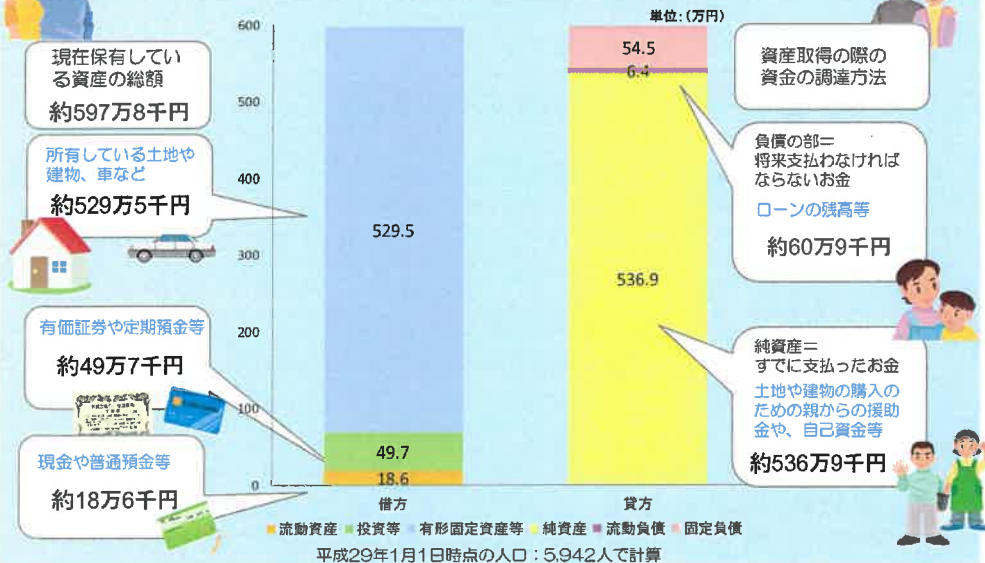 単位:(万円)
現在保有してい
る資産の総額
約597万8千円
所有している土地や
建物、車など
約529万5千円
有価証券や定期預金等
約49万7千円
現金や普通預金等
約18万6千円
600
500
400
300
200
100
0
529.5
49.7
18.6
54.5
6.4
536.9
借方
貸方
資産取得の際の
資金の調達方法
負債の部=
将来支払わなければ
ならないお金
ローンの残高等
約60万9千円
純資産=
すでに支払ったお金
土地や建物の購入の
ための親からの援助
金や、自己資金等
約536万9千円
流動資産 投資等 有形固定資産等 純資産 流動負債 固定負債
平成29年1月1日時点の人口:5,942人で計算